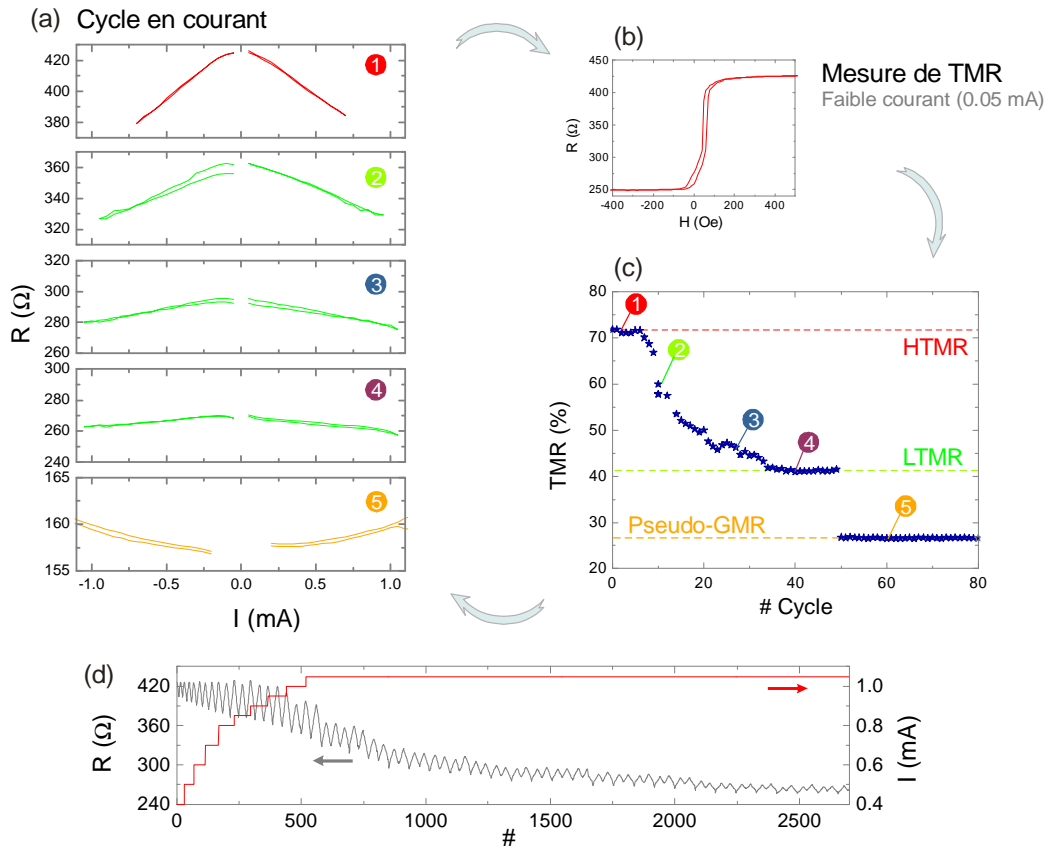 (a) Cycle en courant
420
400
380
1
360
340
330
310
2
320
300
280
260
3
300
290
270
260
240
4
165
160
155
5
R (Ω)
-1.0 -0.5 0.0 0.5 1.0
I (mA)
(b)
450
400
350
300
250
R (Ω)
-400 -200 0 200 400
H (Oe)
Mesure de TMR
Faible courant (0.05 mA)
(c)
80
70
60
50
40
30
20
TMR (%)
1
HTMR
2
3
4
LTMR
5
Pseudo-GMR
0 20 40 60 80
# Cycle
(d)
420
360
300
240
R (Ω)
1.0
0.8
0.6
0.4
I (mA)
0 500 1000 1500 2000 2500
#